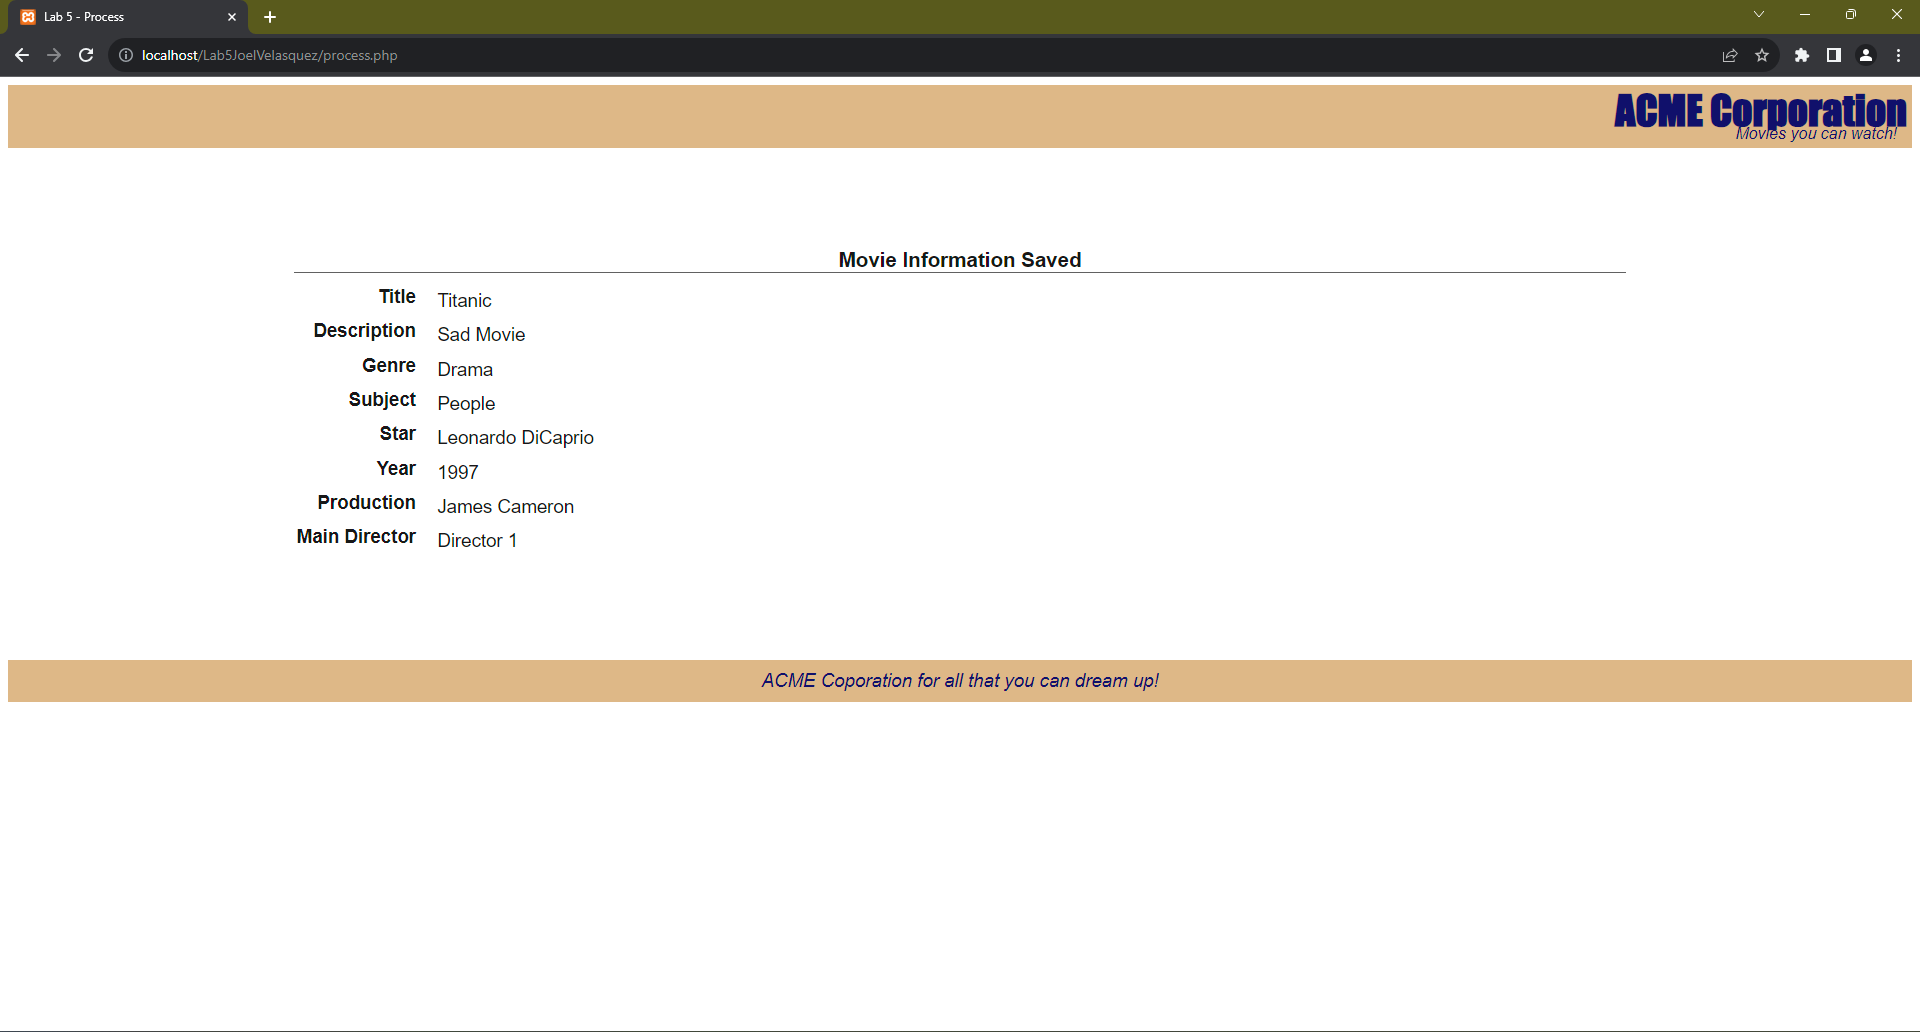 Lab 5 - Process
localhost/Lab5JoelVelasquez/process.php
ACME Corporation
Movies you can watch!
Movie Information Saved
Title Titanic
Description Sad Movie
Genre Drama
Subject People
Star Leonardo DiCaprio
Year 1997
Production James Cameron
Main Director Director 1
ACME Coporation for all that you can dream up!